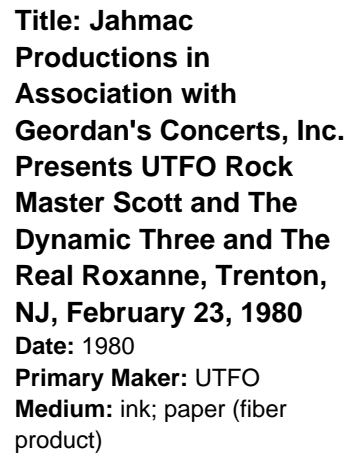 Title: Jahmac
Productions in
Association with
Geordan's Concerts, Inc.
Presents UTFO Rock
Master Scott and The
Dynamic Three and The
Real Roxanne, Trenton,
NJ, February 23, 1980
Date: 1980
Primary Maker: UTFO
Medium: ink; paper (fiber
product)